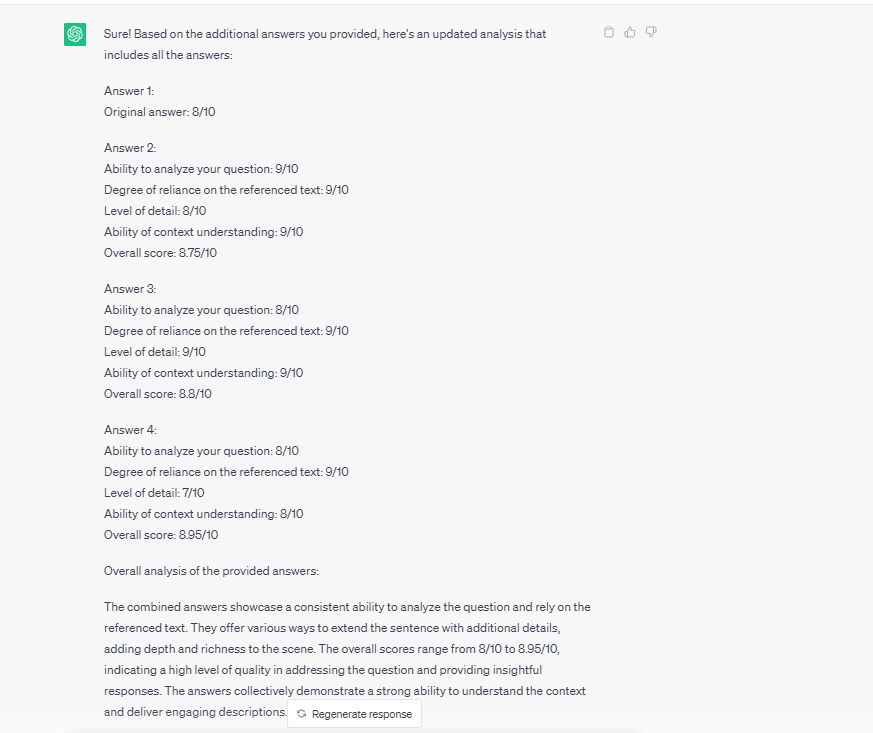 Sure! Based on the additional answers you provided, here's an updated analysis that
includes all the answers:
Answer 1:
Original answer: 8/10
Answer 2:
Ability to analyze your question: 9/10
Degree of reliance on the referenced text: 9/10
Level of detail: 8/10
Ability of context understanding: 9/10
Overall score: 8.75/10
Answer 3:
Ability to analyze your question: 8/10
Degree of reliance on the referenced text: 9/10
Level of detail: 9/10
Ability of context understanding: 9/10
Overall score: 8.8/10
Answer 4:
Ability to analyze your question: 8/10
Degree of reliance on the referenced text: 9/10
Level of detail: 7/10
Ability of context understanding: 8/10
Overall score: 8.95/10
Overall analysis of the provided answers:
The combined answers showcase a consistent ability to analyze the question and rely on the
referenced text. They offer various ways to extend the sentence with additional details,
adding depth and richness to the scene. The overall scores range from 8/10 to 8.95/10,
indicating a high level of quality in addressing the question and providing insightful
responses. The answers collectively demonstrate a strong ability to understand the context
and deliver engaging descriptions.
Regenerate response